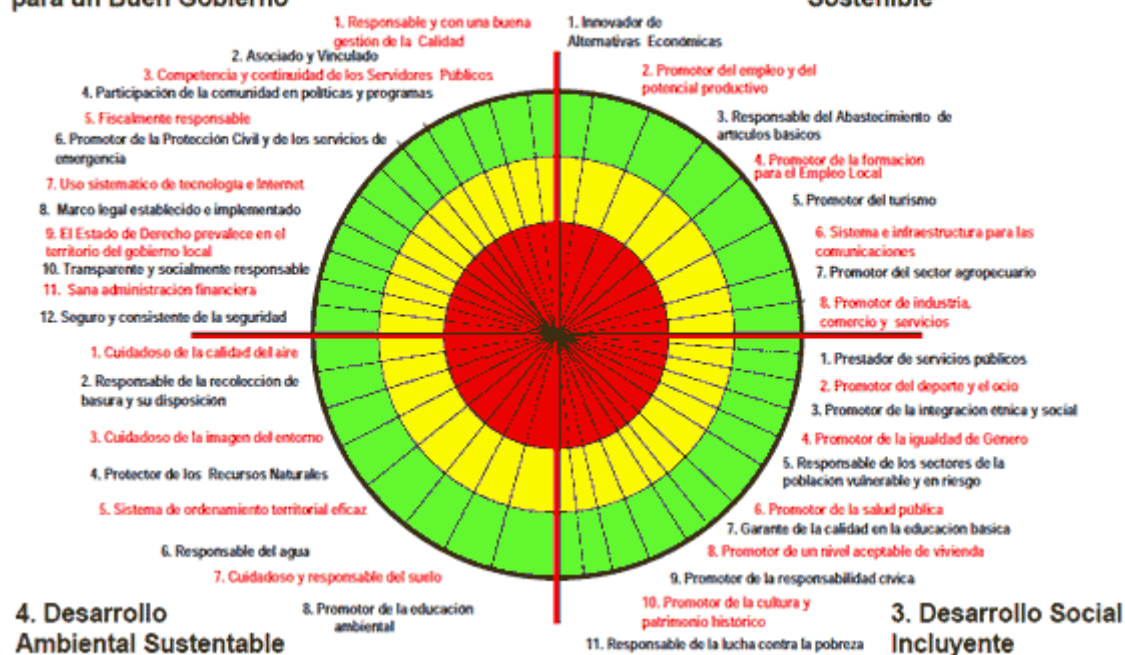 para un Buen Gobierno
Sostenible
1. Responsable y con una buena
gestión de la Calidad
2. Asociado y Vinculado
3. Competencia y continuidad de los Servidores Públicos
4. Participación de la comunidad en políticas y programas
5. Fiscalmente responsable
6. Promotor de la Protección Civil y de los servicios de
emergencia
7. Uso sistematico de tecnologia e Internet
8. Marco legal establecido e implementado
9. El Estado de Derecho prevalece en el
territorio del gobierno local
10. Transparente y socialmente responsable
11. Sana administración financiera
12. Seguro y consistente de la seguridad
1. Innovador de
Alternativas Económicas
2. Promotor del empleo y del
potencial productivo
3. Responsable del Abastecimiento de
artículos básicos
4. Promotor de la formacion
para el Empleo Local
5. Promotor del turismo
6. Sistema e infraestructura para las
comunicaciones
7. Promotor del sector agropecuario
8. Promotor de industria,
comercio y servicios
1. Cuidadoso de la calidad del aire
2. Responsable de la recolección de
basura y su disposición
3. Cuidadoso de la imagen del entorno
4. Protector de los Recursos Naturales
5. Sistema de ordenamiento territorial eficaz
6. Responsable del agua
7. Cuidadoso y responsable del suelo
8. Promotor de la educación
ambiental
4. Desarrollo
Ambiental Sustentable
1. Prestador de servicios públicos
2. Promotor del deporte y el ocio
3. Promotor de la integración etnica y social
4. Promotor de la igualdad de Género
5. Responsable de los sectores de la
población vulnerable y en riesgo
6. Promotor de la salud pública
7. Garante de la calidad en la educación básica
8. Promotor de un nivel aceptable de vivienda
9. Promotor de la responsabilidad cívica
10. Promotor de la cultura y
patrimonio histórico
11. Responsable de la lucha contra la pobreza
3. Desarrollo Social
Incluyente